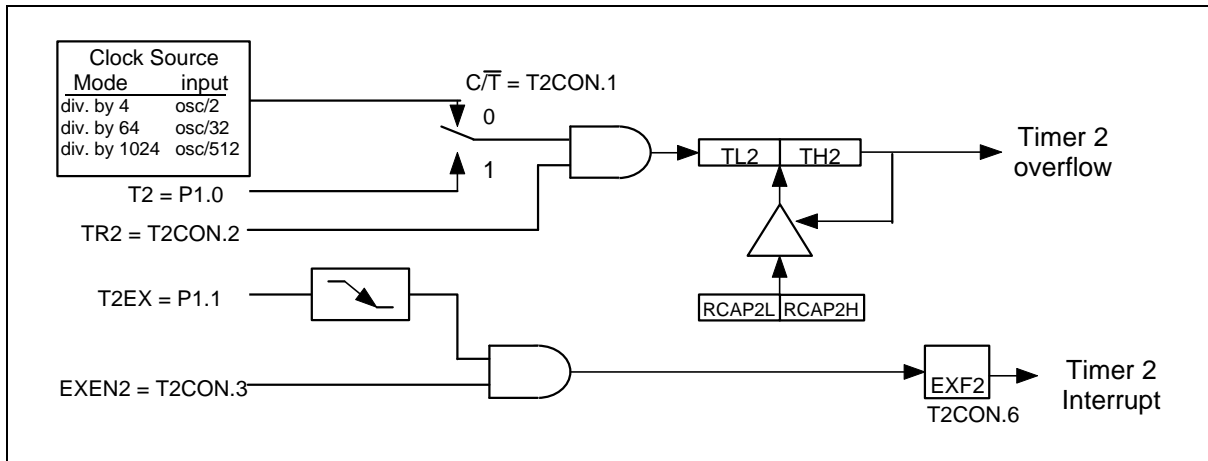 Clock Source
Mode input
div. by 4 osc/2
div. by 64 osc/32
div. by 1024 osc/512
C/T̅ = T2CON.1
0
1
T2 = P1.0
TR2 = T2CON.2
TL2 TH2
Timer 2
overflow
RCAP2L RCAP2H
T2EX = P1.1
EXEN2 = T2CON.3
EXF2
T2CON.6
Timer 2
Interrupt